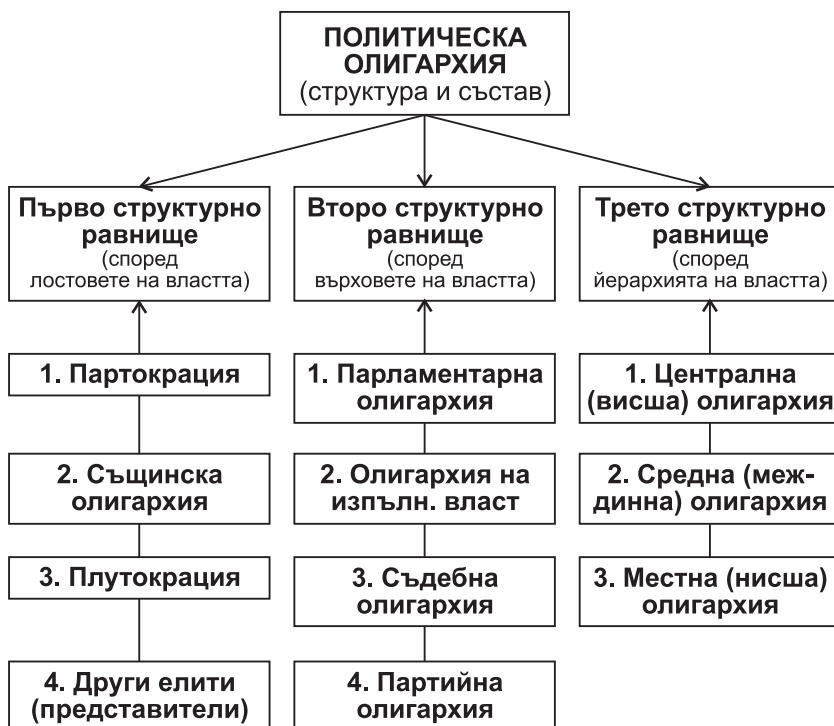 ПОЛИТИЧЕСКА
ОЛИГАРХИЯ
(структура и състав)
Първо структурно
равнище
(според
лостовете на властта)
1. Партокрация
2. Същинска
олигархия
3. Плутокрация
4. Други елити
(представители)
Второ структурно
равнище
(според
върховете на властта)
1. Парламентарна
олигархия
2. Олигархия на
изпълн. власт
3. Съдебна
олигархия
4. Партийна
олигархия
Трето структурно
равнище
(според
йерархията на властта)
1. Централна
(висша) олигархия
2. Средна (меж-
динна) олигархия
3. Местна (нисша)
олигархия